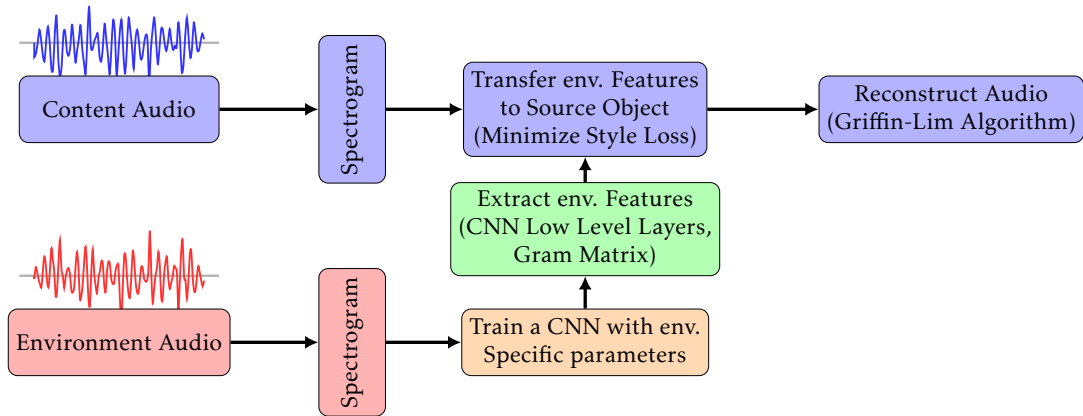 Content Audio
Spectrogram
Transfer env. Features
to Source Object
(Minimize Style Loss)
Reconstruct Audio
(Griffin-Lim Algorithm)
Extract env. Features
(CNN Low Level Layers,
Gram Matrix)
Environment Audio
Spectrogram
Train a CNN with env.
Specific parameters